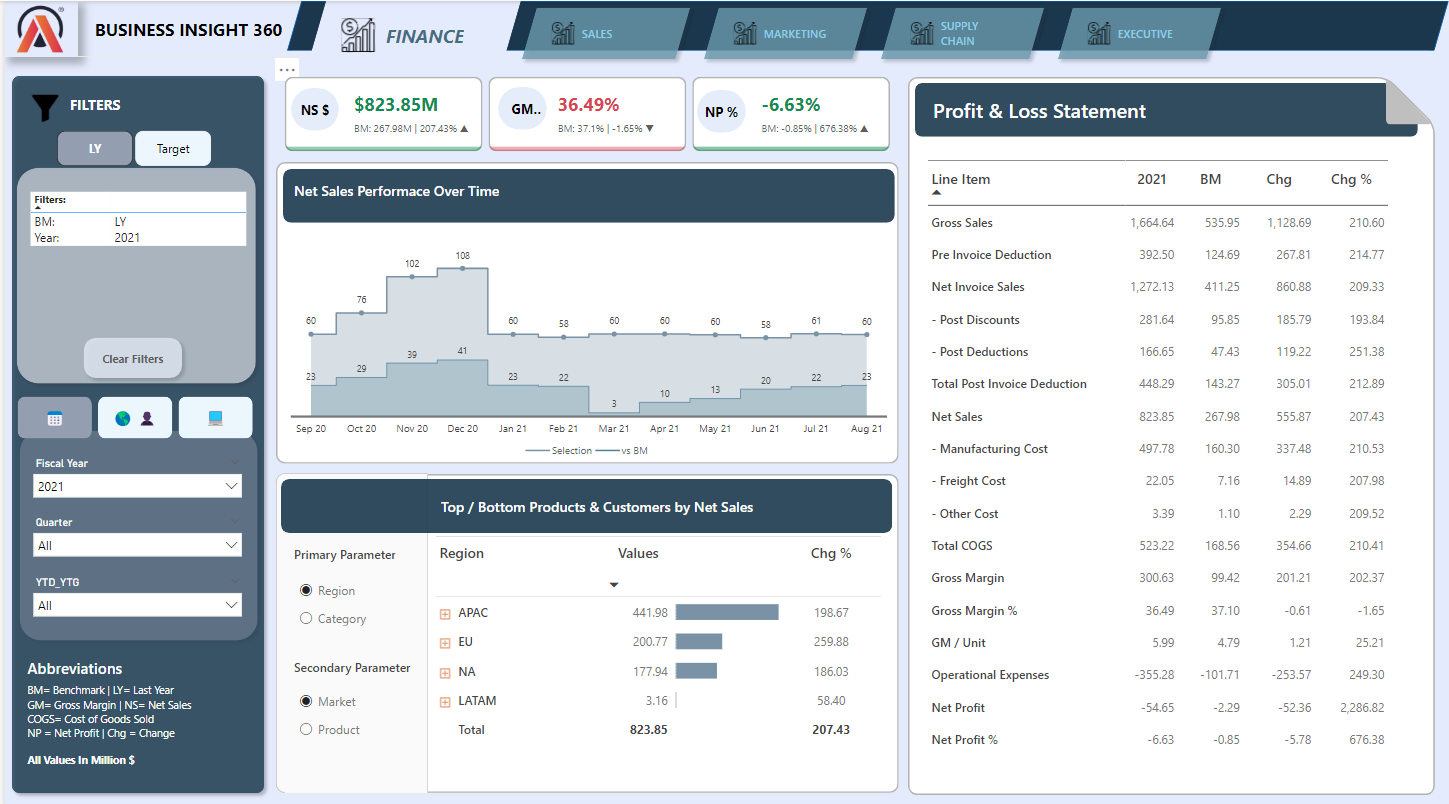 BUSINESS INSIGHT 360
FINANCE
SALES
MARKETING
SUPPLY
CHAIN
EXECUTIVE
FILTERS
LY
Target
Filters:
BM: LY
Year: 2021
Clear Filters
Fiscal Year
2021
Quarter
All
YTD_YTG
All
Abbreviations
BM= Benchmark | LY= Last Year
GM= Gross Margin | NS= Net Sales
COGS= Cost of Goods Sold
NP = Net Profit | Chg = Change
All Values In Million $
...
NS $
$823.85M
BM: 267.98M | 207.43% ▲
GM..
36.49%
BM: 37.1% | -1.65% ▼
NP %
-6.63%
BM: -0.85% | 676.38% ▲
Net Sales Performace Over Time
60 76 102 108 60 58 60 60 60 58 61 60
23 29 39 41 23 22 3 10 13 20 22 23
Sep 20 Oct 20 Nov 20 Dec 20 Jan 21 Feb 21 Mar 21 Apr 21 May 21 Jun 21 Jul 21 Aug 21
Selection vs BM
Top / Bottom Products & Customers by Net Sales
Primary Parameter
Region
Category
Secondary Parameter
Market
Product
Region Values Chg %
APAC 441.98 198.67
EU 200.77 259.88
NA 177.94 186.03
LATAM 3.16 58.40
Total 823.85 207.43
Profit & Loss Statement
Line Item 2021 BM Chg Chg %
Gross Sales 1,664.64 535.95 1,128.69 210.60
Pre Invoice Deduction 392.50 124.69 267.81 214.77
Net Invoice Sales 1,272.13 411.25 860.88 209.33
- Post Discounts 281.64 95.85 185.79 193.84
- Post Deductions 166.65 47.43 119.22 251.38
Total Post Invoice Deduction 448.29 143.27 305.01 212.89
Net Sales 823.85 267.98 555.87 207.43
- Manufacturing Cost 497.78 160.30 337.48 210.53
- Freight Cost 22.05 7.16 14.89 207.98
- Other Cost 3.39 1.10 2.29 209.52
Total COGS 523.22 168.56 354.66 210.41
Gross Margin 300.63 99.42 201.21 202.37
Gross Margin % 36.49 37.10 -0.61 -1.65
GM / Unit 5.99 4.79 1.21 25.21
Operational Expenses -355.28 -101.71 -253.57 249.30
Net Profit -54.65 -2.29 -52.36 2,286.82
Net Profit % -6.63 -0.85 -5.78 676.38